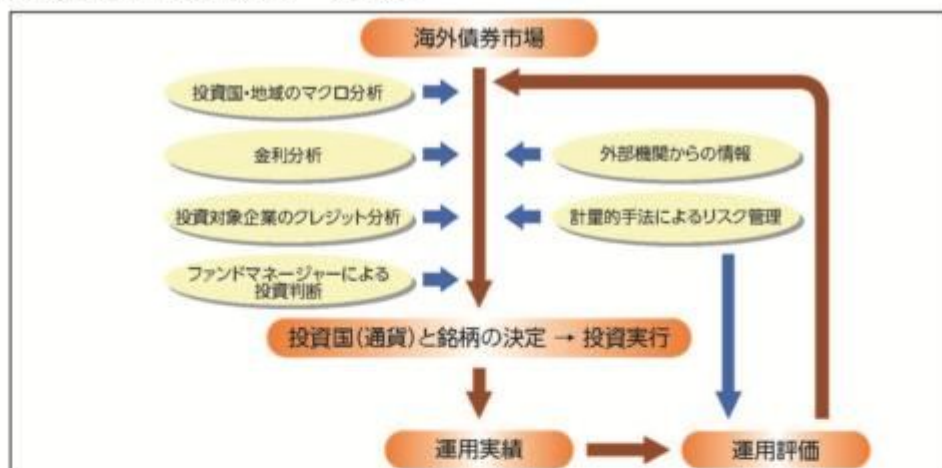 海外債券市場
投資国・地域のマクロ分析
金利分析
外部機関からの情報
投資対象企業のクレジット分析
計量的手法によるリスク管理
ファンドマネージャーによる
投資判断
投資国(通貨)と銘柄の決定 → 投資実行
運用実績
運用評価